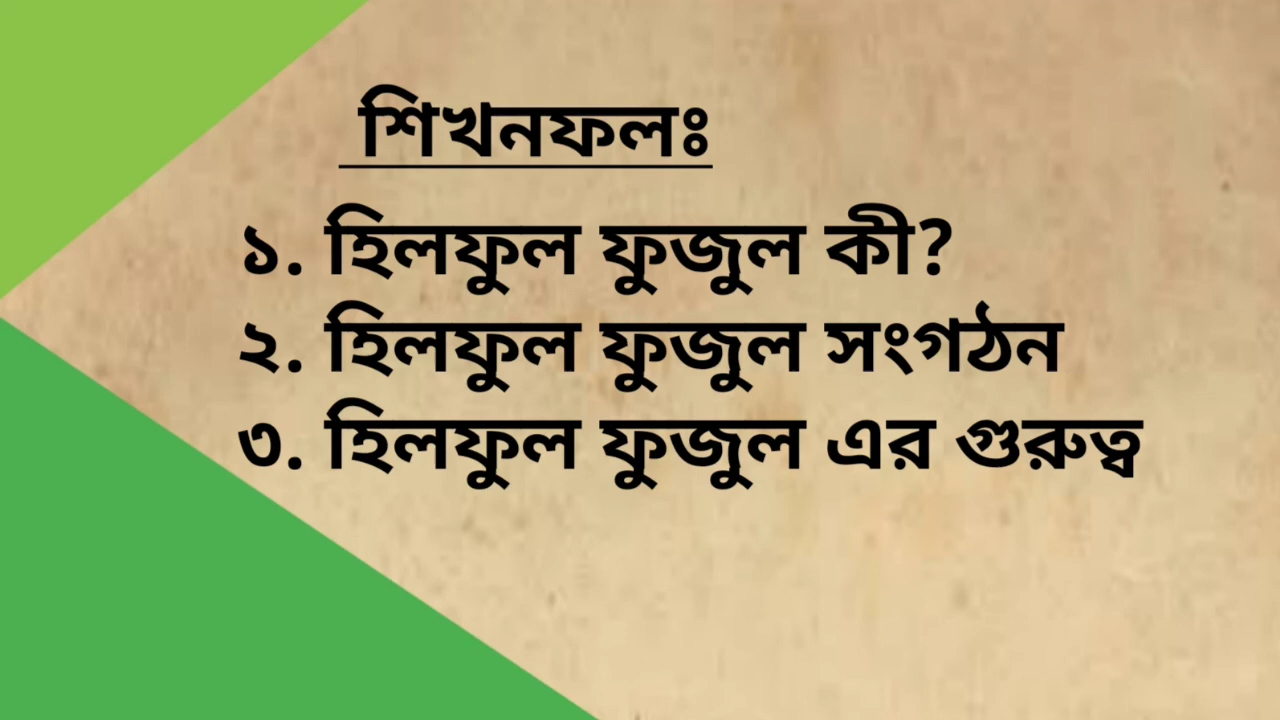 শিখনফলঃ
১. হিলফুল ফুজুল কী?
২. হিলফুল ফুজুল সংগঠন
৩. হিলফুল ফুজুল এর গুরুত্ব